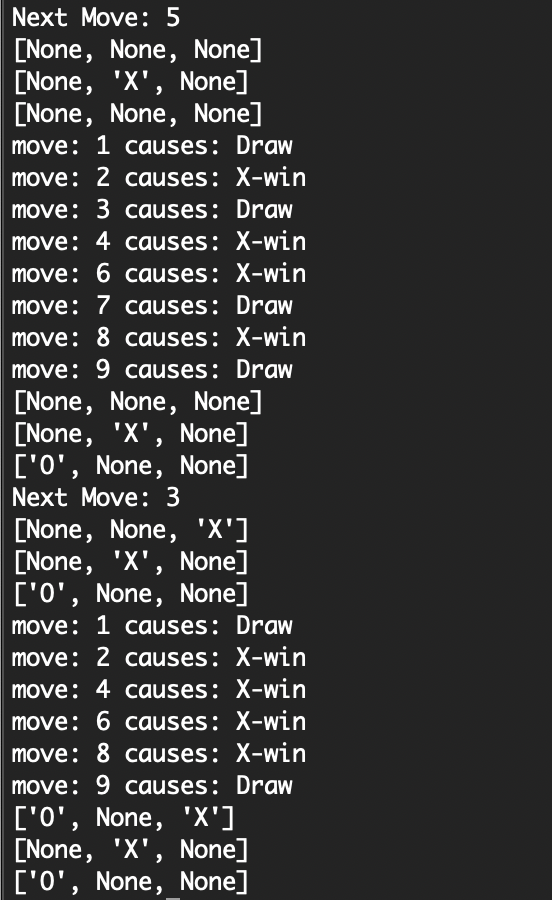 Next Move: 5
[None, None, None]
[None, 'X', None]
[None, None, None]
move: 1 causes: Draw
move: 2 causes: X-win
move: 3 causes: Draw
move: 4 causes: X-win
move: 6 causes: X-win
move: 7 causes: Draw
move: 8 causes: X-win
move: 9 causes: Draw
[None, None, None]
[None, 'X', None]
['O', None, None]
Next Move: 3
[None, None, 'X']
[None, 'X', None]
['O', None, None]
move: 1 causes: Draw
move: 2 causes: X-win
move: 4 causes: X-win
move: 6 causes: X-win
move: 8 causes: X-win
move: 9 causes: Draw
['O', None, 'X']
[None, 'X', None]
['O', None, None]